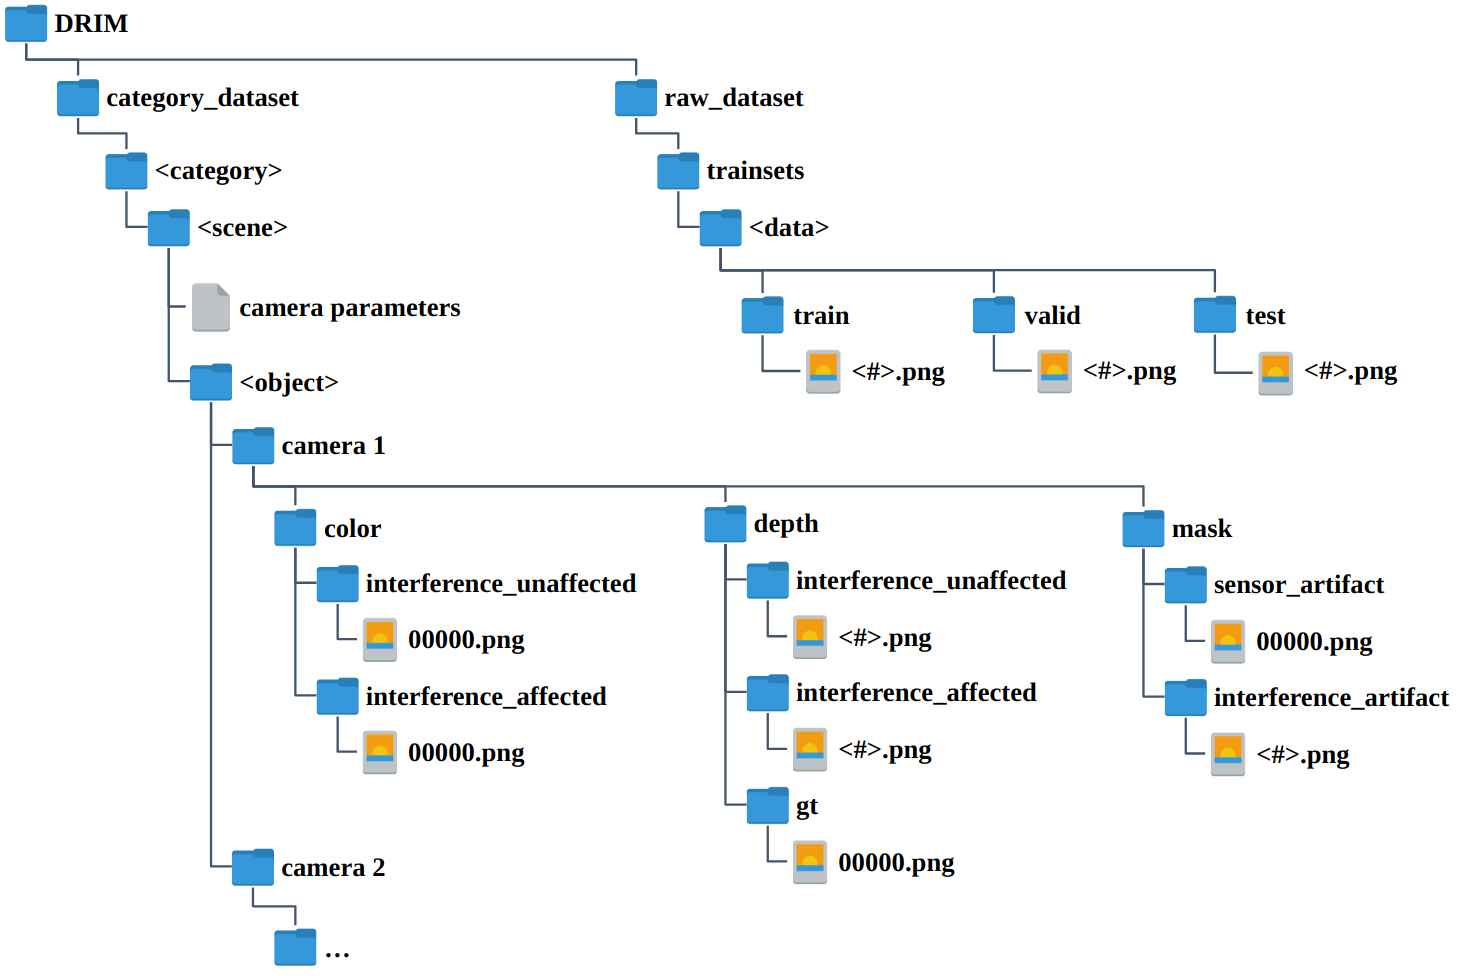 DRIM
category_dataset
raw_dataset
<category>
trainsets
<scene>
<data>
camera parameters
train
valid
test
<#>.png
<#>.png
<#>.png
<object>
camera 1
color
depth
mask
interference_unaffected
interference_unaffected
sensor_artifact
00000.png
<#>.png
00000.png
interference_affected
interference_affected
interference_artifact
00000.png
<#>.png
<#>.png
gt
00000.png
camera 2
...